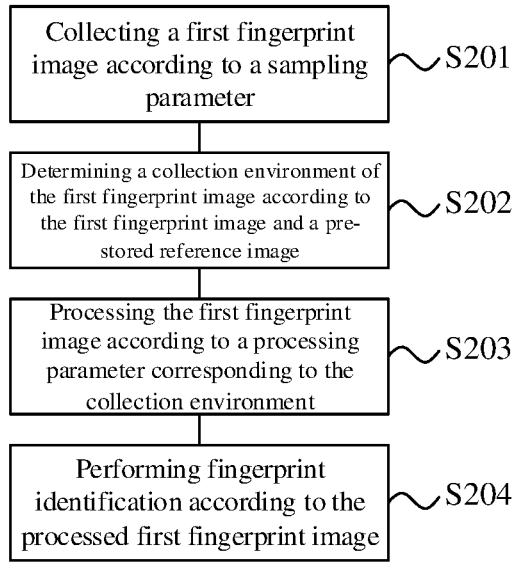 Collecting a first fingerprint
image according to a sampling
parameter
S201
Determining a collection environment of
the first fingerprint image according to
the first fingerprint image and a pre-
stored reference image
S202
Processing the first fingerprint
image according to a processing
parameter corresponding to the
collection environment
S203
Performing fingerprint
identification according to the
processed first fingerprint image
S204